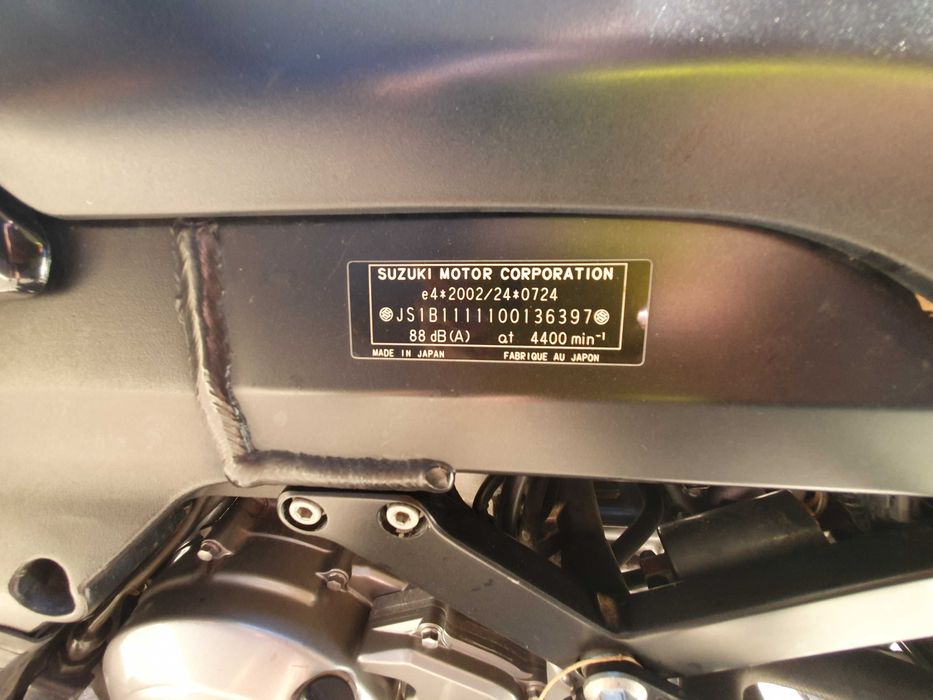 SUZUKI MOTOR CORPORATION
e4*2002/24*0724
JS1B1111100136397
88 dB(A) at 4400 min⁻¹
MADE IN JAPAN FABRIQUE AU JAPON